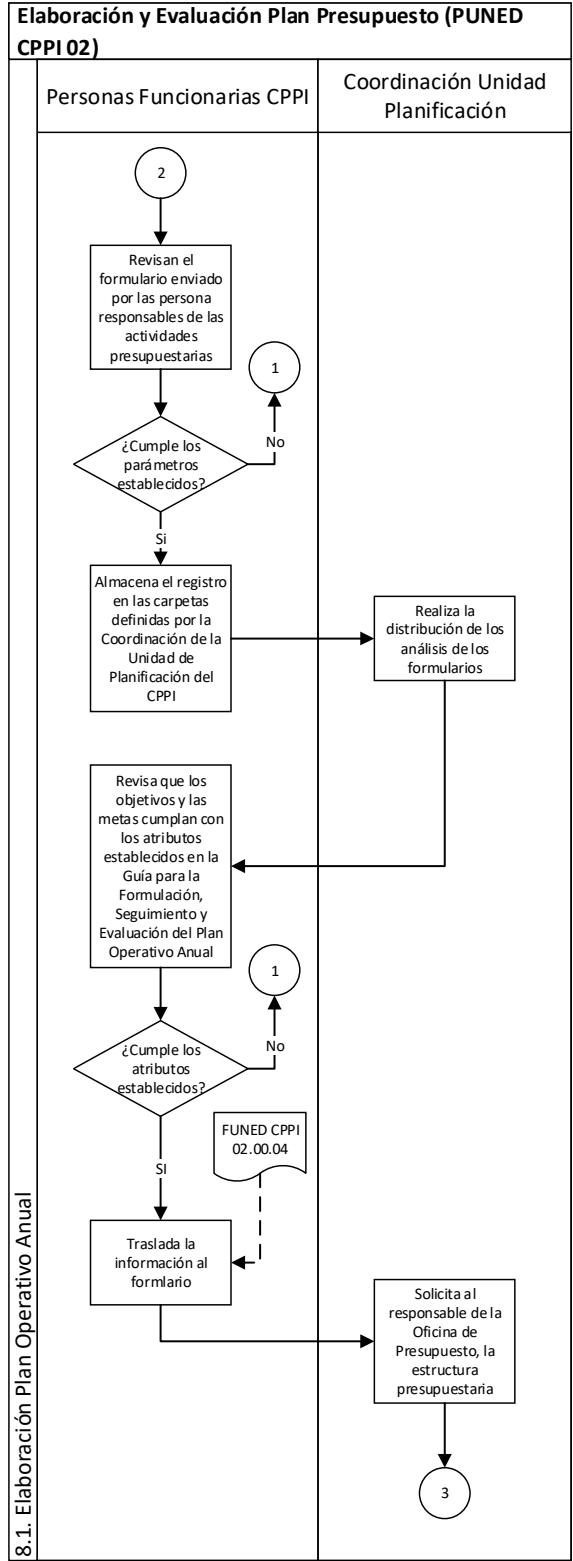 Elaboración y Evaluación Plan Presupuesto (PUNED
CPPI 02)
Personas Funcionarias CPPI
Coordinación Unidad
Planificación
2
Revisan el
formulario enviado
por las persona
responsables de las
actividades
presupuestarias
1
¿Cumple los
parámetros
establecidos?
No
Si
Almacena el registro
en las carpetas
definidas por la
Coordinación de la
Unidad de
Planificación del
CPPI
Realiza la
distribución de los
análisis de los
formularios
Revisa que los
objetivos y las
metas cumplan con
los atributos
establecidos en la
Guía para la
Formulación,
Seguimiento y
Evaluación del Plan
Operativo Anual
1
¿Cumple los
atributos
establecidos?
No
SI
FUNED CPPI
02.00.04
Traslada la
información al
formlario
Solicita al
responsable de la
Oficina de
Presupuesto, la
estructura
presupuestaria
3
8.1. Elaboración Plan Operativo Anual